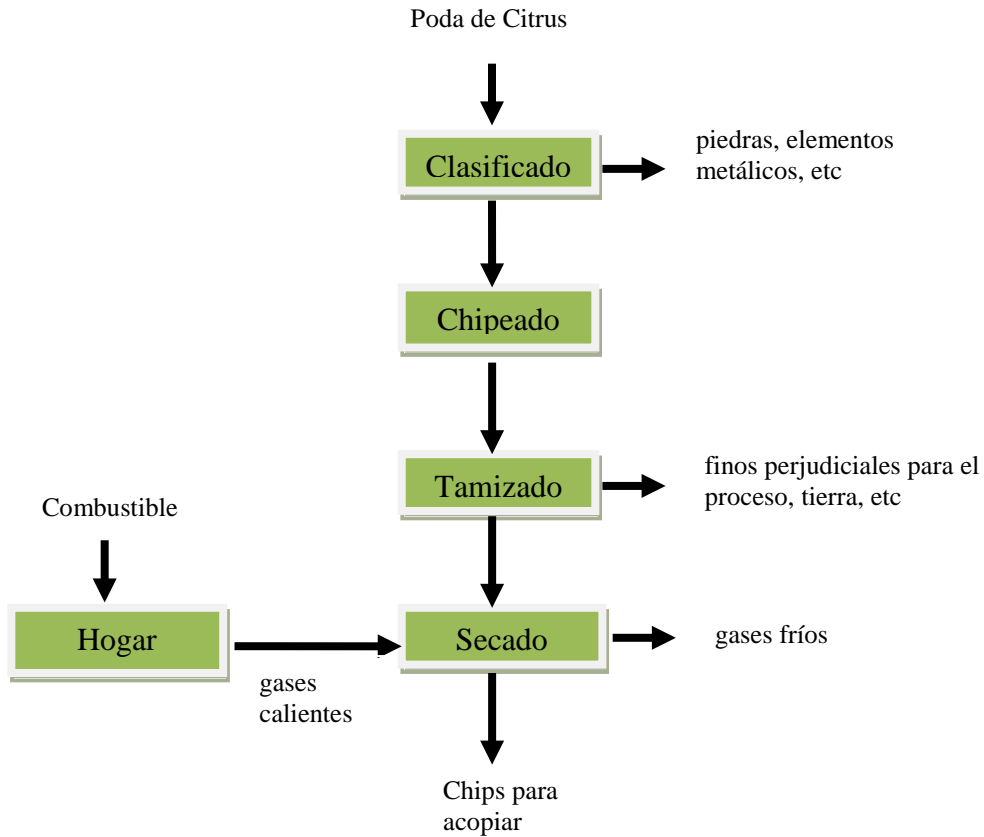 Poda de Citrus
Clasificado
piedras, elementos
metálicos, etc
Chipeado
Tamizado
finos perjudiciales para el
proceso, tierra, etc
Combustible
Hogar
gases
calientes
Secado
gases fríos
Chips para
acopiar